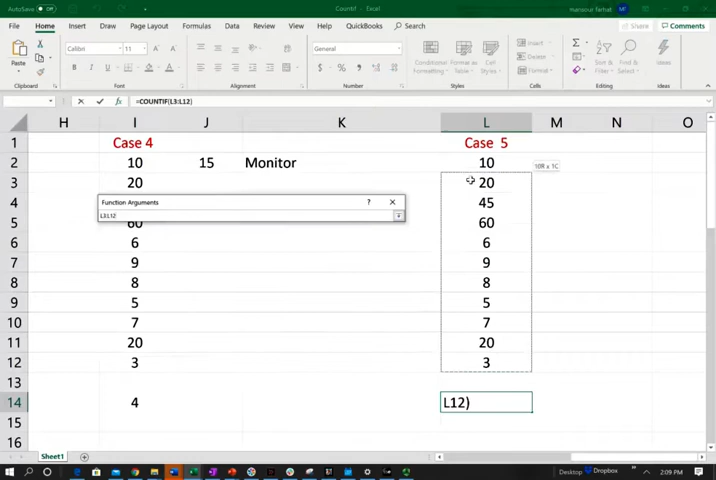 AutoSave Off Countif - Excel mansour farhat MF
File Home Insert Draw Page Layout Formulas Data Review View Help QuickBooks Search Share Comments
Paste Calibri 11 General Conditional Formatting Format as Table Cell Styles Insert Delete Format Sort & Filter Find & Select Ideas
Clipboard Font Alignment Number Styles Cells Editing Ideas
fx =COUNTIF(L3:L12)
H I J K L M N O
1 Case 4 Case 5
2 10 15 Monitor 10 10R x 1C
3 20 20
Function Arguments ? X
L3:L12
4 45
5 60 60
6 6 6
7 9 9
8 8 8
9 5 5
10 7 7
11 20 20
12 3 3
13
14 4 L12)
15
16
Sheet1
Desktop Dropbox 2:09 PM